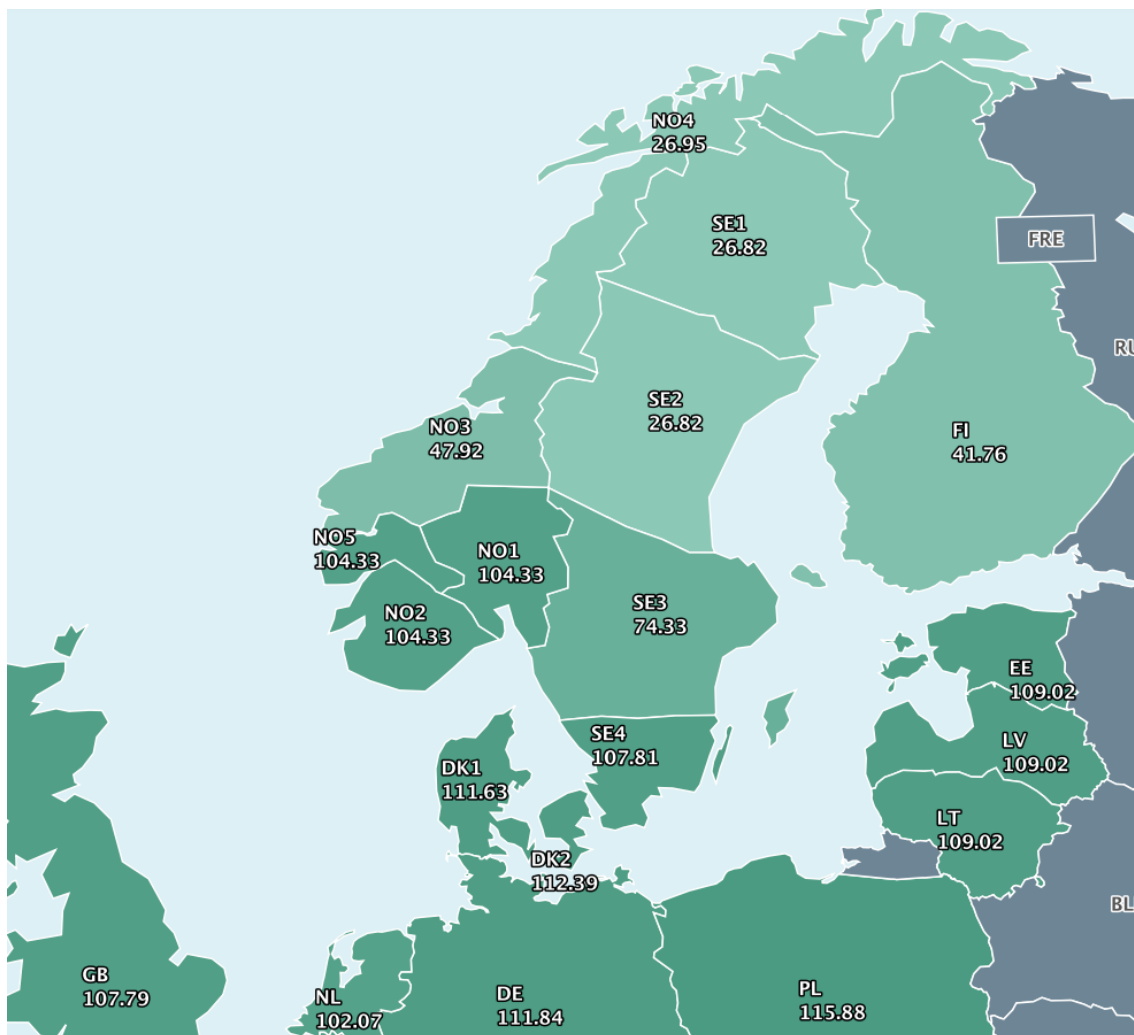 NO4
26.95
SE1
26.82
FRE
RU
SE2
26.82
NO3
47.92
FI
41.76
NO5
104.33
NO1
104.33
NO2
104.33
SE3
74.33
EE
109.02
SE4
107.81
LV
109.02
DK1
111.63
LT
109.02
DK2
112.39
BL
GB
107.79
NL
102.07
DE
111.84
PL
115.88